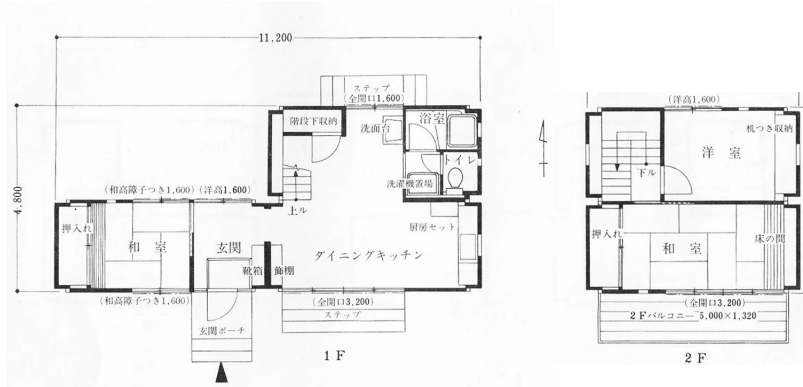 11,200
ステップ
(全開口1,600)
階段下収納
洗面台
浴室
トイレ
洗濯機置場
4,800
上ル
(和高障子つき1,600)
(洋高1,600)
押入れ
和 室
玄関
厨房セット
ダイニングキッチン
靴箱
飾棚
(和高障子つき1,600)
(全開口3,200)
ステップ
玄関ポーチ
1 F
(洋高1,600)
机つき収納
洋 室
下ル
押入れ
和 室
床の間
(全開口3,200)
2 Fバルコニー 5,000×1,320
2 F